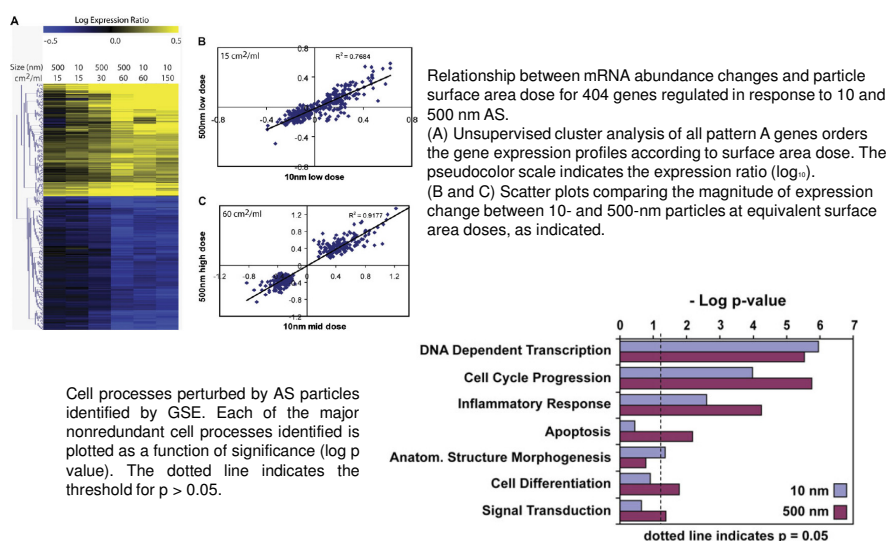 A
Log Expression Ratio
-0.5 0.0 0.5
Size (nm) 500 10 500 500 10 10
cm²/ml 15 15 30 60 60 150
B
15 cm²/ml
R² = 0.7664
500nm low dose
0.8
0.4
0
-0.4
-0.8
-0.8 -0.4 0 0.4 0.8
10nm low dose
C
60 cm²/ml
R² = 0.9177
500nm high dose
1.2
0.8
0.4
0
-0.4
-0.8
-1.2
-1.2 -0.8 -0.4 0 0.4 0.8 1.2
10nm mid dose
Relationship between mRNA abundance changes and particle
surface area dose for 404 genes regulated in response to 10 and
500 nm AS.
(A) Unsupervised cluster analysis of all pattern A genes orders
the gene expression profiles according to surface area dose. The
pseudocolor scale indicates the expression ratio (log₁₀).
(B and C) Scatter plots comparing the magnitude of expression
change between 10- and 500-nm particles at equivalent surface
area doses, as indicated.
Cell processes perturbed by AS particles
identified by GSE. Each of the major
nonredundant cell processes identified is
plotted as a function of significance (log p
value). The dotted line indicates the
threshold for p > 0.05.
- Log p-value
0 1 2 3 4 5 6 7
DNA Dependent Transcription
Cell Cycle Progression
Inflammatory Response
Apoptosis
Anatom. Structure Morphogenesis
Cell Differentiation
Signal Transduction
10 nm
500 nm
dotted line indicates p = 0.05